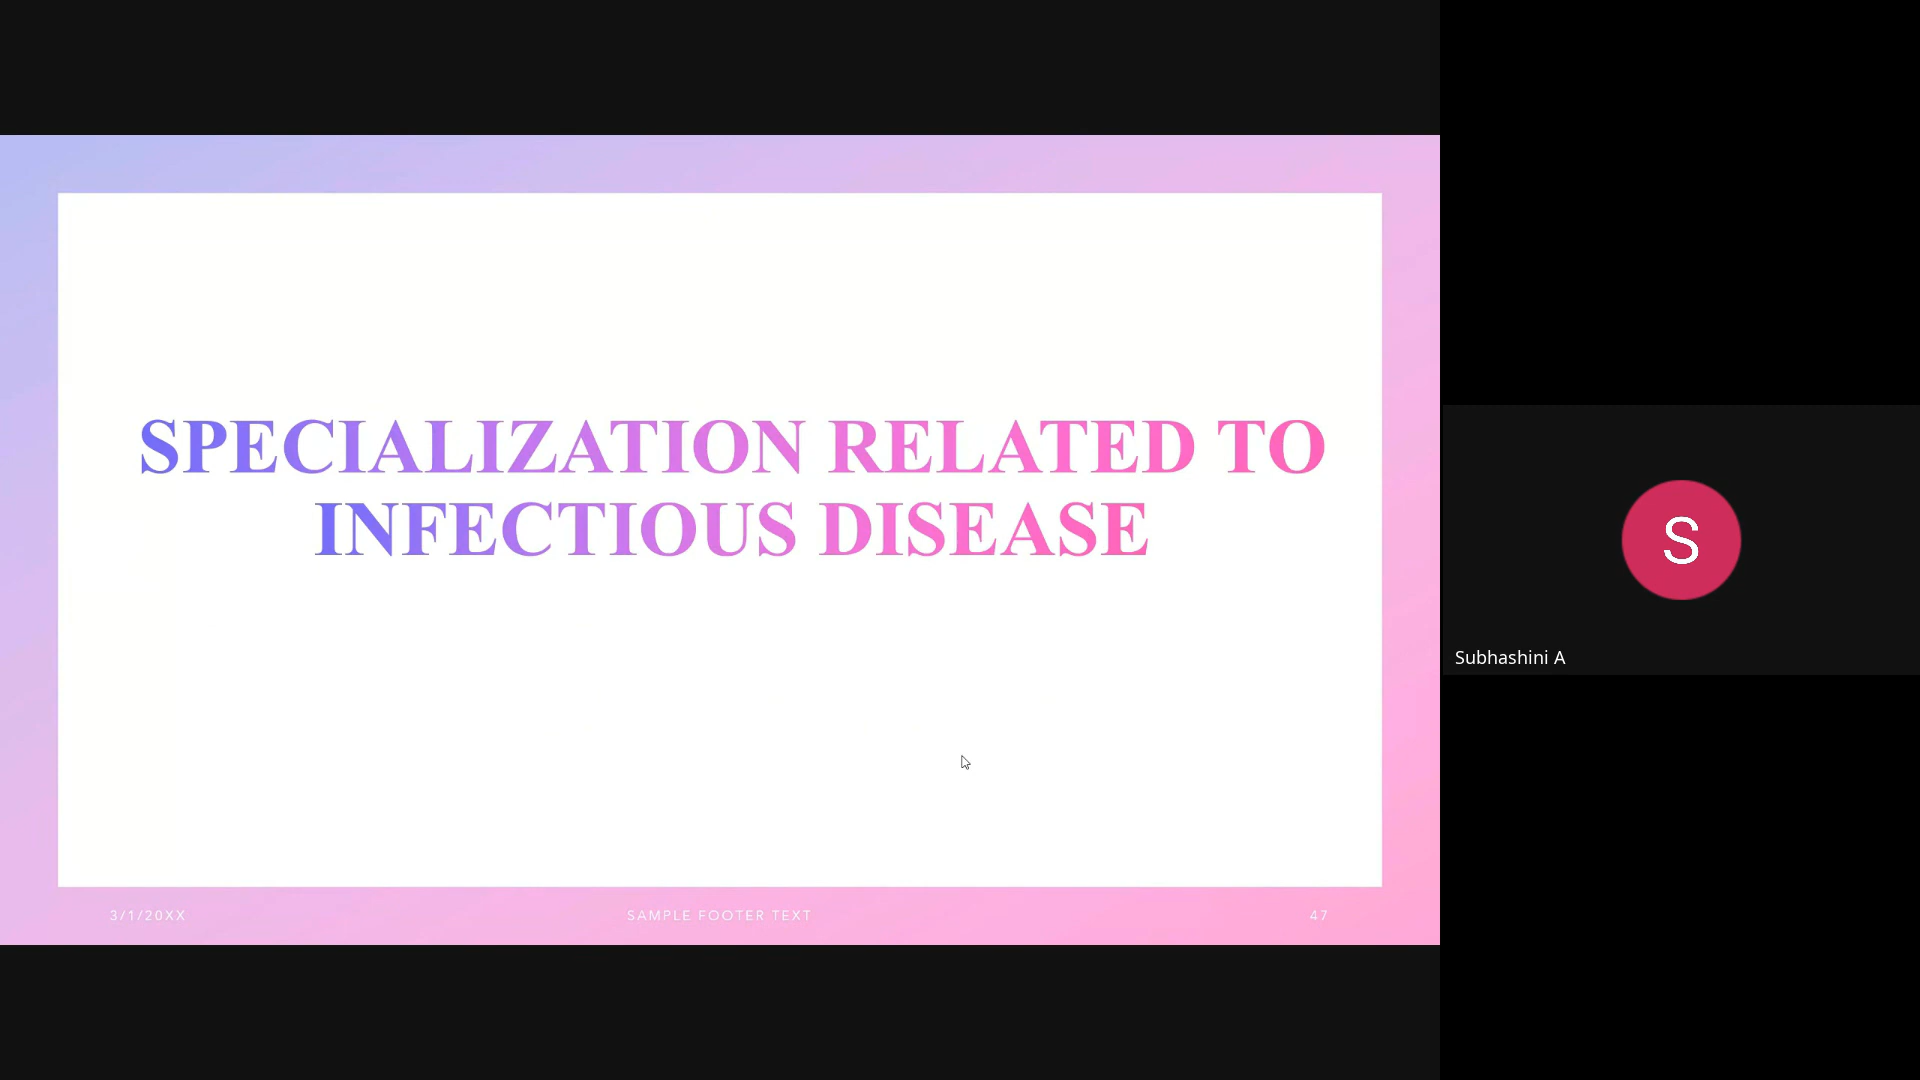 SPECIALIZATION RELATED TO
INFECTIOUS DISEASE
3/1/20XX
SAMPLE FOOTER TEXT
47
S
Subhashini A